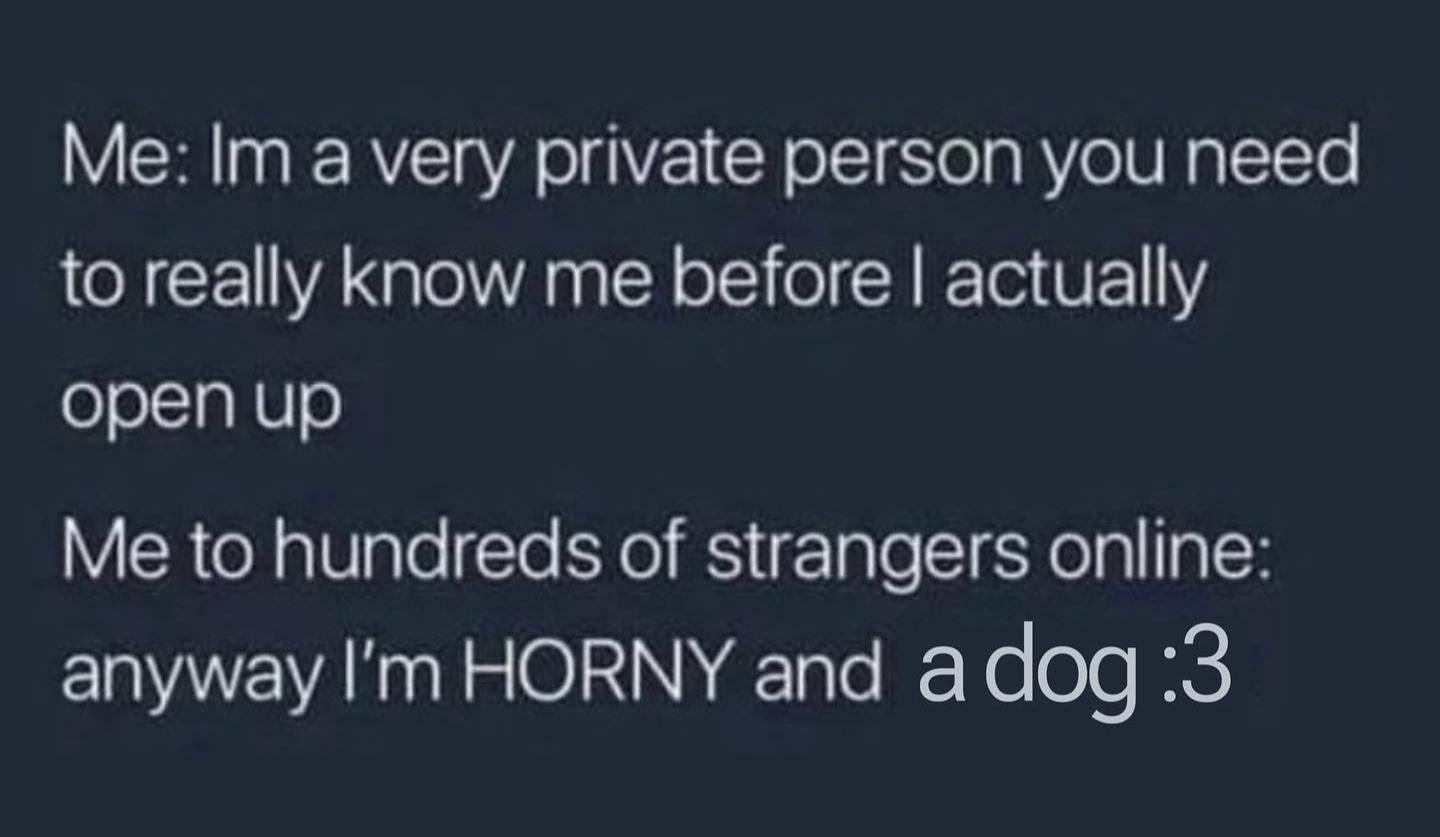 Me: Im a very private person you need
to really know me before I actually
open up
Me to hundreds of strangers online:
anyway I'm HORNY and a dog :3